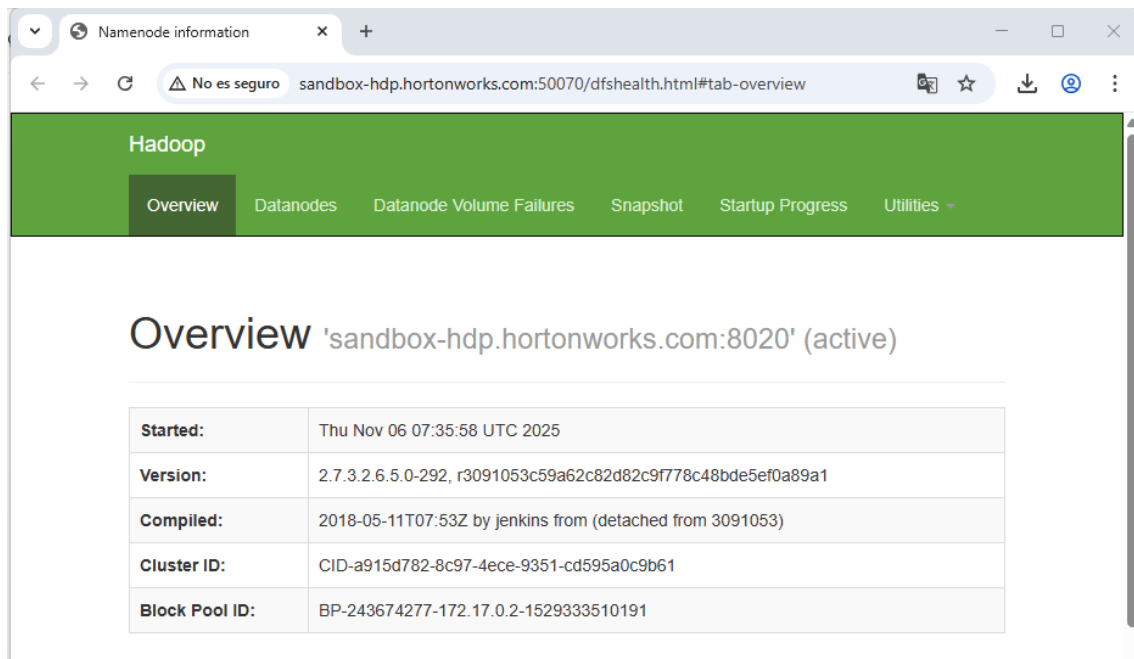 Namenode information
No es seguro sandbox-hdp.hortonworks.com:50070/dfshealth.html#tab-overview
Hadoop
Overview Datanodes Datanode Volume Failures Snapshot Startup Progress Utilities
Overview 'sandbox-hdp.hortonworks.com:8020' (active)
Started: Thu Nov 06 07:35:58 UTC 2025
Version: 2.7.3.2.6.5.0-292, r3091053c59a62c82d82c9f778c48bde5ef0a89a1
Compiled: 2018-05-11T07:53Z by jenkins from (detached from 3091053)
Cluster ID: CID-a915d782-8c97-4ece-9351-cd595a0c9b61
Block Pool ID: BP-243674277-172.17.0.2-1529333510191